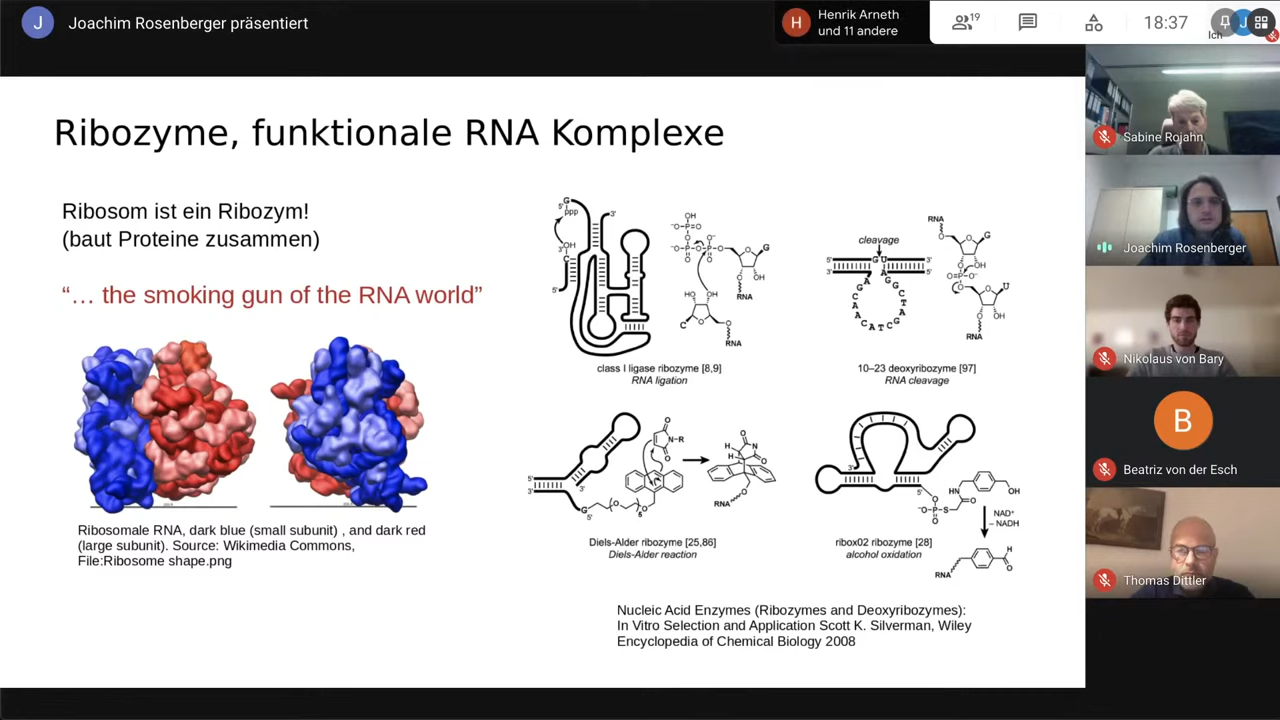 J
Joachim Rosenberger präsentiert
H
Henrik Arneth
und 11 andere
19
18:37
J
Ich
Ribozyme, funktionale RNA Komplexe
Ribosom ist ein Ribozym!
(baut Proteine zusammen)
“… the smoking gun of the RNA world”
Ribosomale RNA, dark blue (small subunit) , and dark red
(large subunit). Source: Wikimedia Commons,
File:Ribosome shape.png
class I ligase ribozyme [8,9]
RNA ligation
cleavage
10–23 deoxyribozyme [97]
RNA cleavage
Diels-Alder ribozyme [25,86]
Diels-Alder reaction
ribox02 ribozyme [28]
alcohol oxidation
NAD⁺
– NADH
RNA
RNA
RNA
RNA
RNA
RNA
Nucleic Acid Enzymes (Ribozymes and Deoxyribozymes):
In Vitro Selection and Application Scott K. Silverman, Wiley
Encyclopedia of Chemical Biology 2008
Sabine Rojahn
Joachim Rosenberger
Nikolaus von Bary
B
Beatriz von der Esch
Thomas Dittler